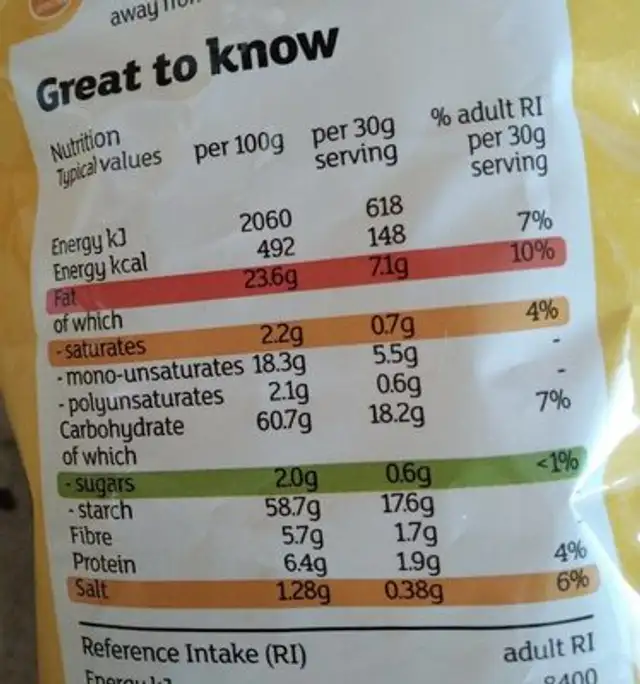 away
Great to know
Nutrition
Typical values per 100g per 30g serving % adult RI per 30g serving
Energy kJ 2060 618
Energy kcal 492 148 7%
Fat 23.6g 7.1g 10%
of which
- saturates 2.2g 0.7g 4%
- mono-unsaturates 18.3g 5.5g -
- polyunsaturates 2.1g 0.6g -
Carbohydrate 60.7g 18.2g 7%
of which
- sugars 2.0g 0.6g <1%
- starch 58.7g 17.6g
Fibre 5.7g 1.7g
Protein 6.4g 1.9g 4%
Salt 1.28g 0.38g 6%
Reference Intake (RI) adult RI
Energy kJ 8400